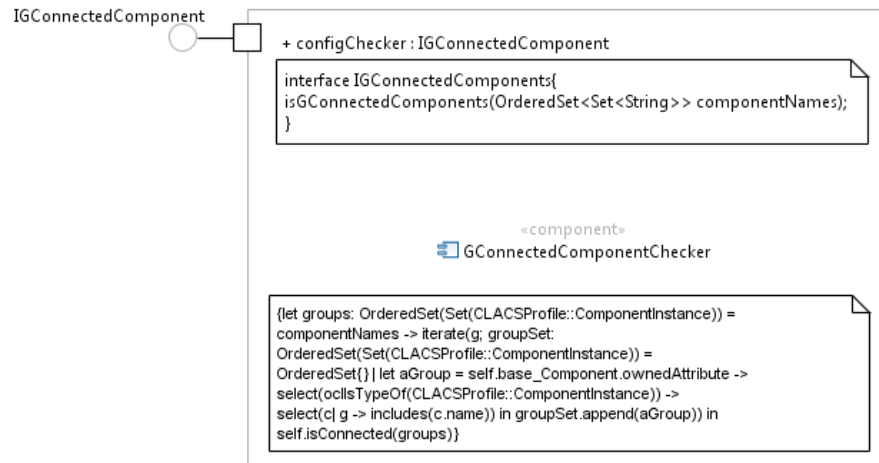 IGConnectedComponent
+ configChecker : IGConnectedComponent
interface IGConnectedComponents{
isGConnectedComponents(OrderedSet<Set<String>> componentNames);
}
«component»
GConnectedComponentChecker
{let groups: OrderedSet(Set(CLACSProfile::ComponentInstance)) =
componentNames -> iterate(g; groupSet:
OrderedSet(Set(CLACSProfile::ComponentInstance)) =
OrderedSet{} | let aGroup = self.base_Component.ownedAttribute ->
select(oclIsTypeOf(CLACSProfile::ComponentInstance)) ->
select(c| g -> includes(c.name)) in groupSet.append(aGroup)) in
self.isConnected(groups)}